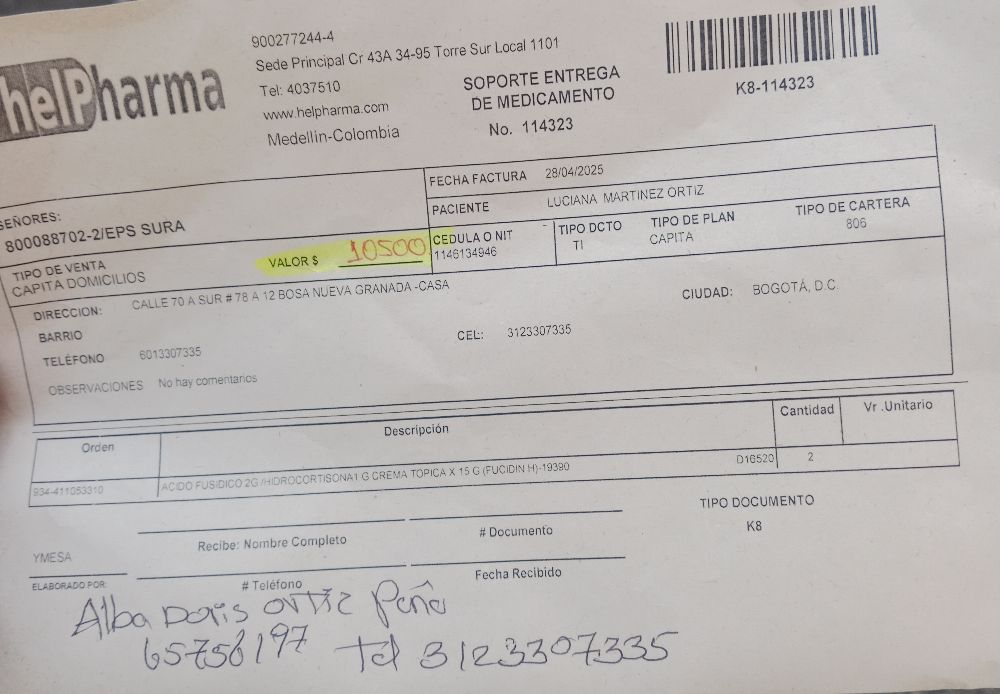 helPharma
900277244-4
Sede Principal Cr 43A 34-95 Torre Sur Local 1101
Tel: 4037510
www.helpharma.com
Medellin-Colombia
SOPORTE ENTREGA
DE MEDICAMENTO
No. 114323
K8-114323
SEÑORES:
800088702-2/EPS SURA
FECHA FACTURA 28/04/2025
PACIENTE LUCIANA MARTINEZ ORTIZ
TIPO DE VENTA
CAPITA DOMICILIOS
VALOR $ 10500
CEDULA O NIT
1146134946
TIPO DCTO
TI
TIPO DE PLAN
CAPITA
TIPO DE CARTERA
806
DIRECCION: CALLE 70 A SUR # 78 A 12 BOSA NUEVA GRANADA -CASA
CIUDAD: BOGOTÁ, D.C.
BARRIO
CEL: 3123307335
TELÉFONO 6013307335
OBSERVACIONES No hay comentarios
Orden Descripción Cantidad Vr .Unitario
934-411053310 ACIDO FUSIDICO 2G /HIDROCORTISONA1 G CREMA TOPICA X 15 G (FUCIDIN H)-19390 D16520 2
TIPO DOCUMENTO
K8
Recibe: Nombre Completo
# Documento
YMESA
ELABORADO POR:
# Teléfono
Fecha Recibido
Alba Doris Ortiz Peña
65756197 Tel 3123307335